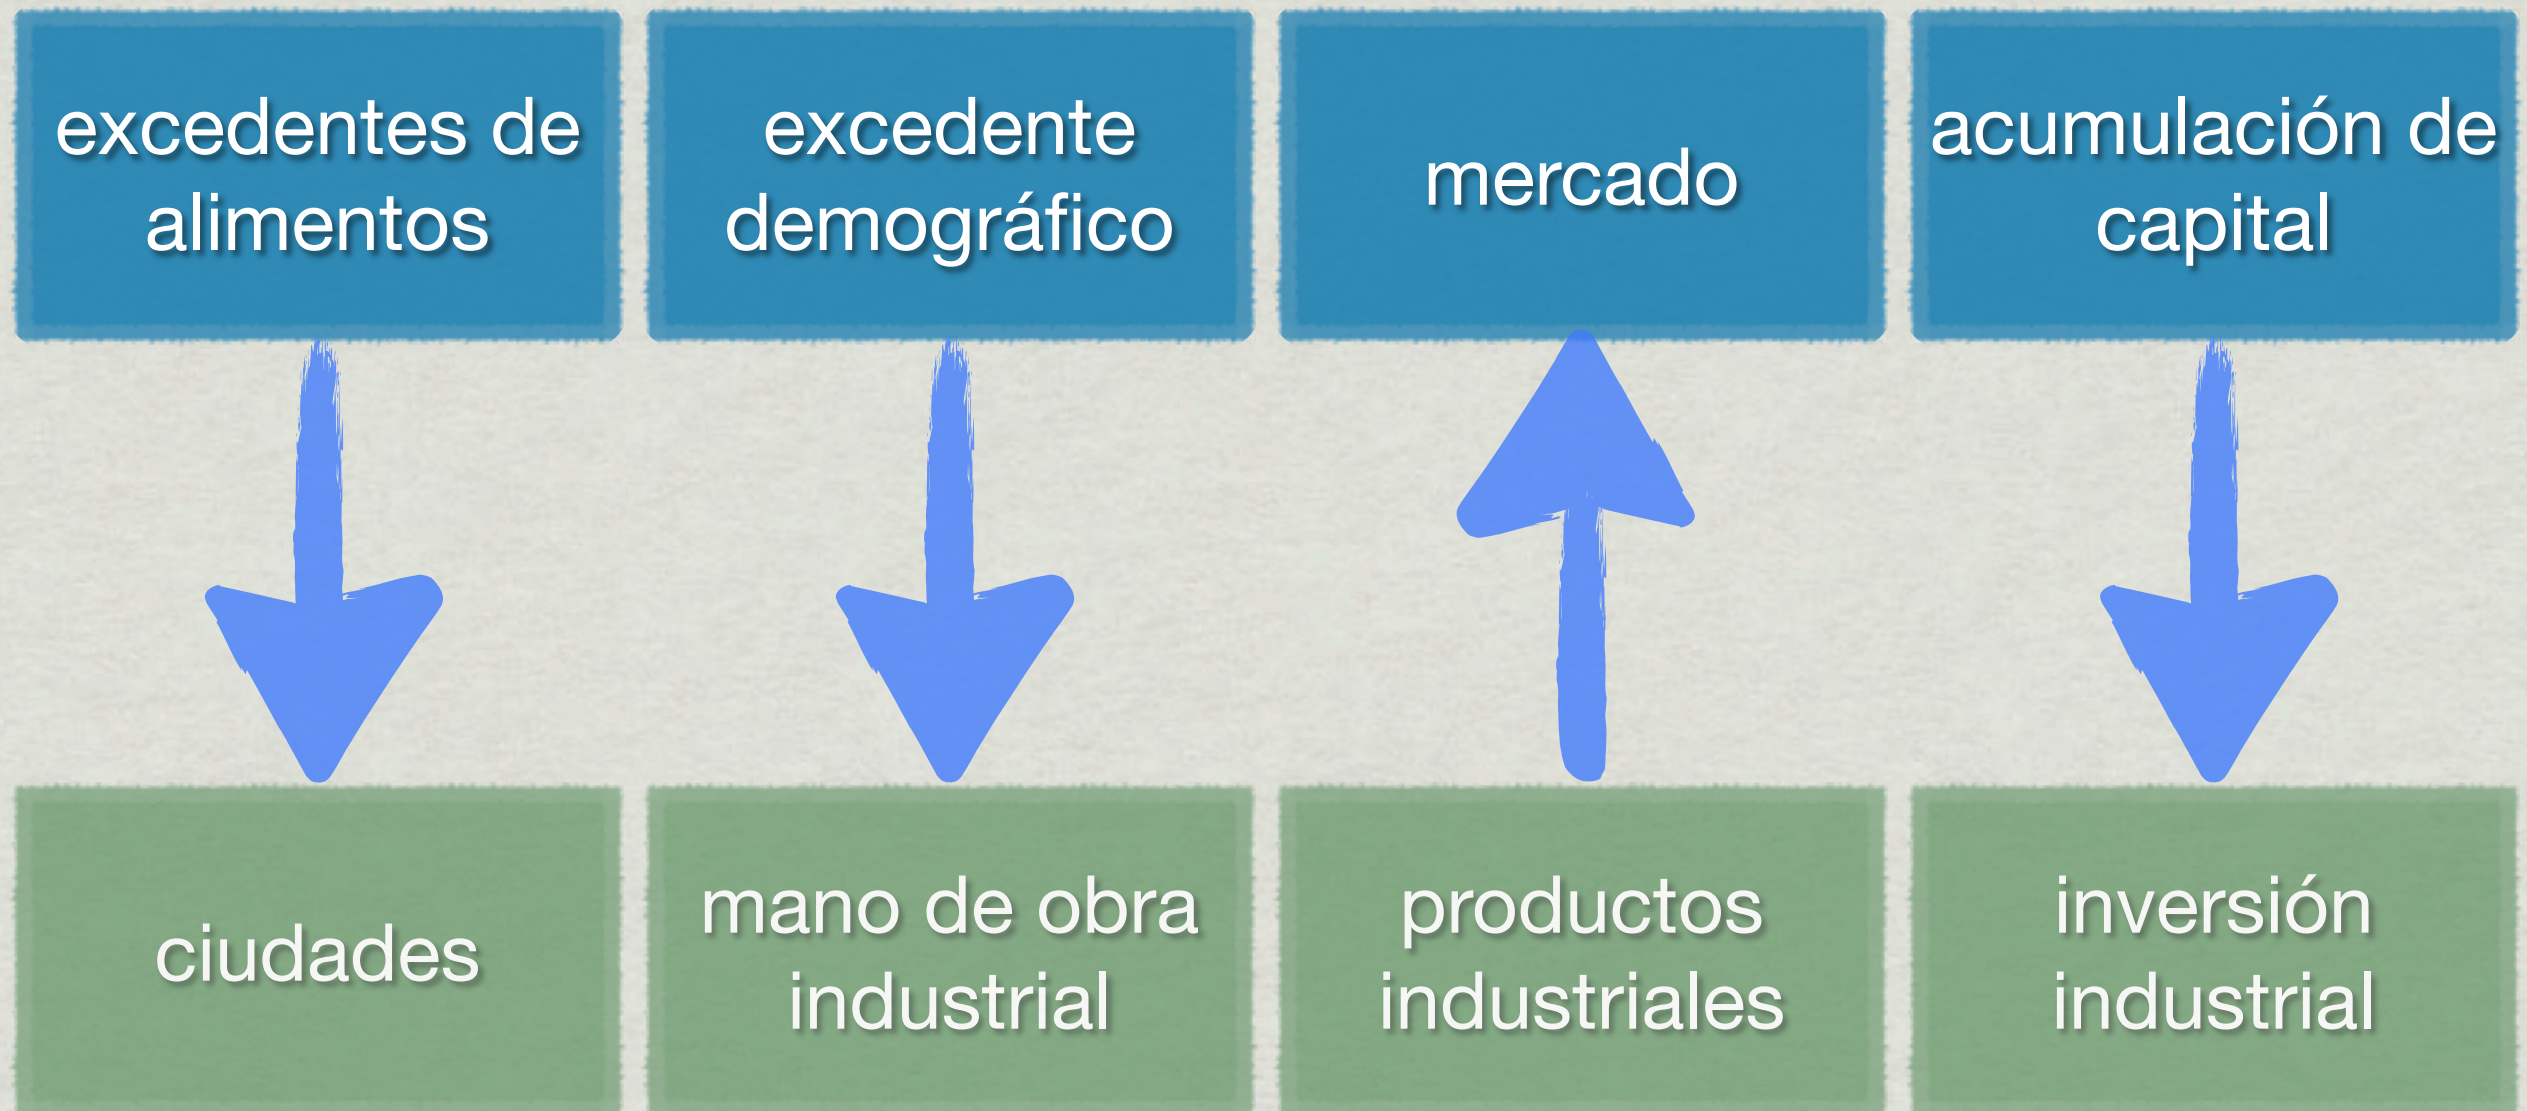 excedentes de
alimentos
excedente
demográfico
mercado
acumulación de
capital
ciudades
mano de obra
industrial
productos
industriales
inversión
industrial